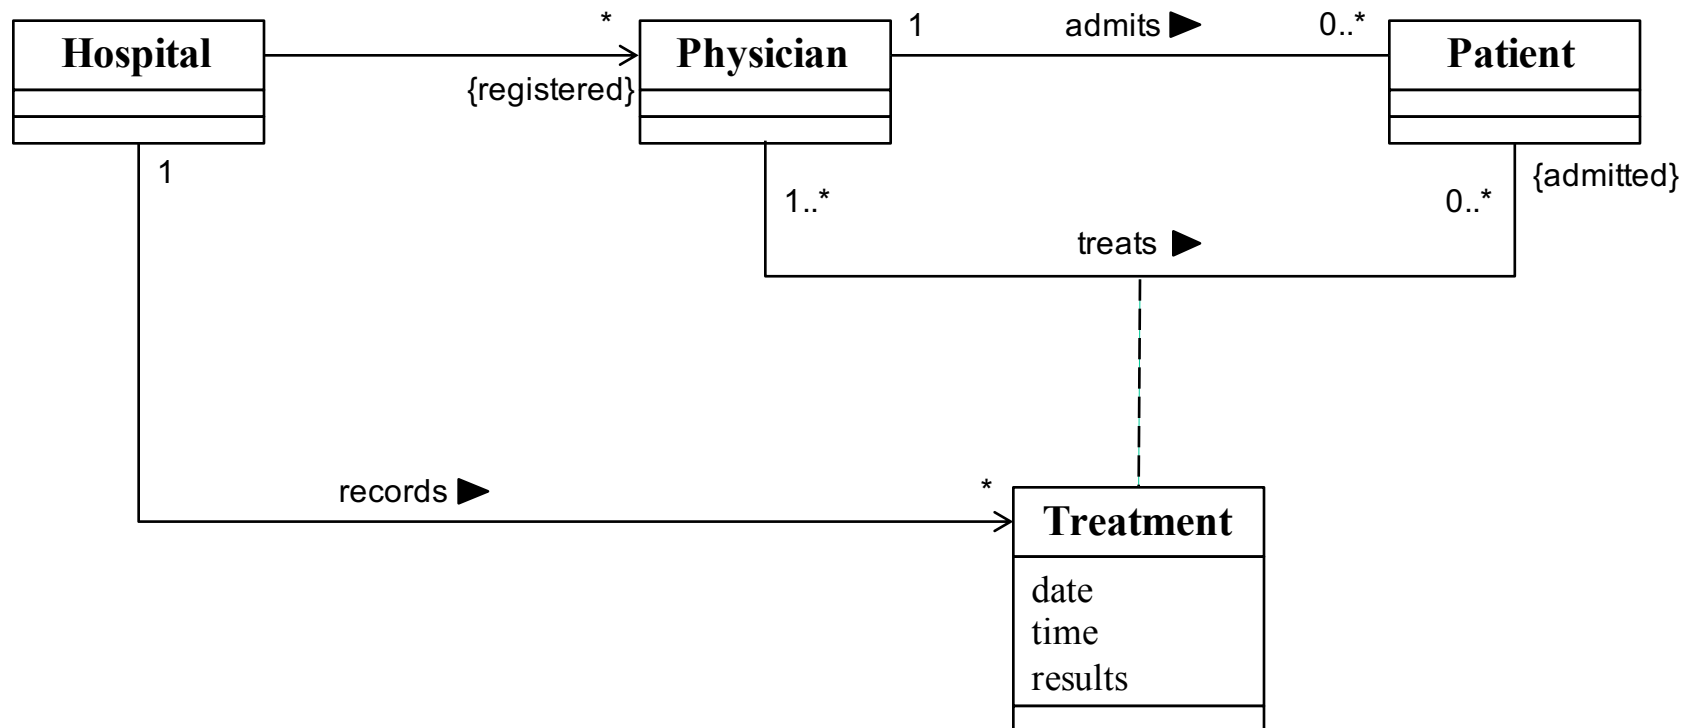 Hospital
*
{registered}
Physician
1
admits ►
0..*
Patient
1
1..*
0..*
{admitted}
treats ►
records ►
*
Treatment
date
time
results